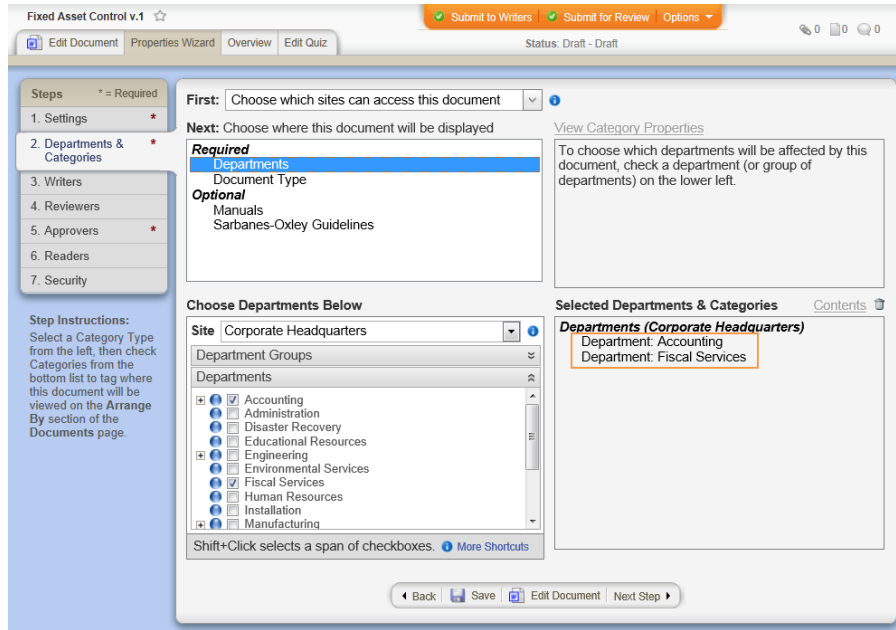 Fixed Asset Control v.1
Submit to Writers Submit for Review Options
0 0 0
Edit Document Properties Wizard Overview Edit Quiz
Status: Draft - Draft
Steps * = Required
1. Settings *
2. Departments & *
Categories
3. Writers
4. Reviewers
5. Approvers *
6. Readers
7. Security
Step Instructions:
Select a Category Type
from the left, then check
Categories from the
bottom list to tag where
this document will be
viewed on the Arrange
By section of the
Documents page.
First: Choose which sites can access this document
Next: Choose where this document will be displayed
Required
Departments
Document Type
Optional
Manuals
Sarbanes-Oxley Guidelines
View Category Properties
To choose which departments will be affected by this
document, check a department (or group of
departments) on the lower left.
Choose Departments Below
Site Corporate Headquarters
Department Groups
Departments
Accounting
Administration
Disaster Recovery
Educational Resources
Engineering
Environmental Services
Fiscal Services
Human Resources
Installation
Manufacturing
Shift+Click selects a span of checkboxes. More Shortcuts
Selected Departments & Categories Contents
Departments (Corporate Headquarters)
Department: Accounting
Department: Fiscal Services
Back Save Edit Document Next Step